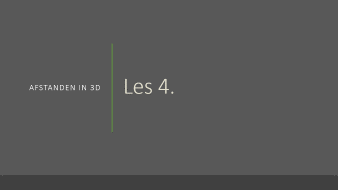 AFSTANDEN IN 3D
Les 4.